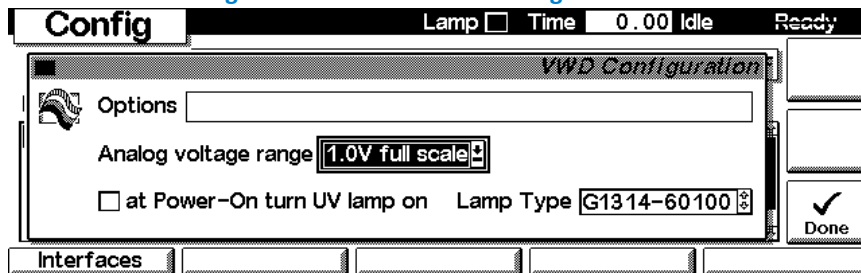 Config Lamp Time 0.00 Idle Ready
VWD Configuration
Options
Analog voltage range 1.0V full scale
at Power-On turn UV lamp on Lamp Type G1314-60100
Done
Interfaces